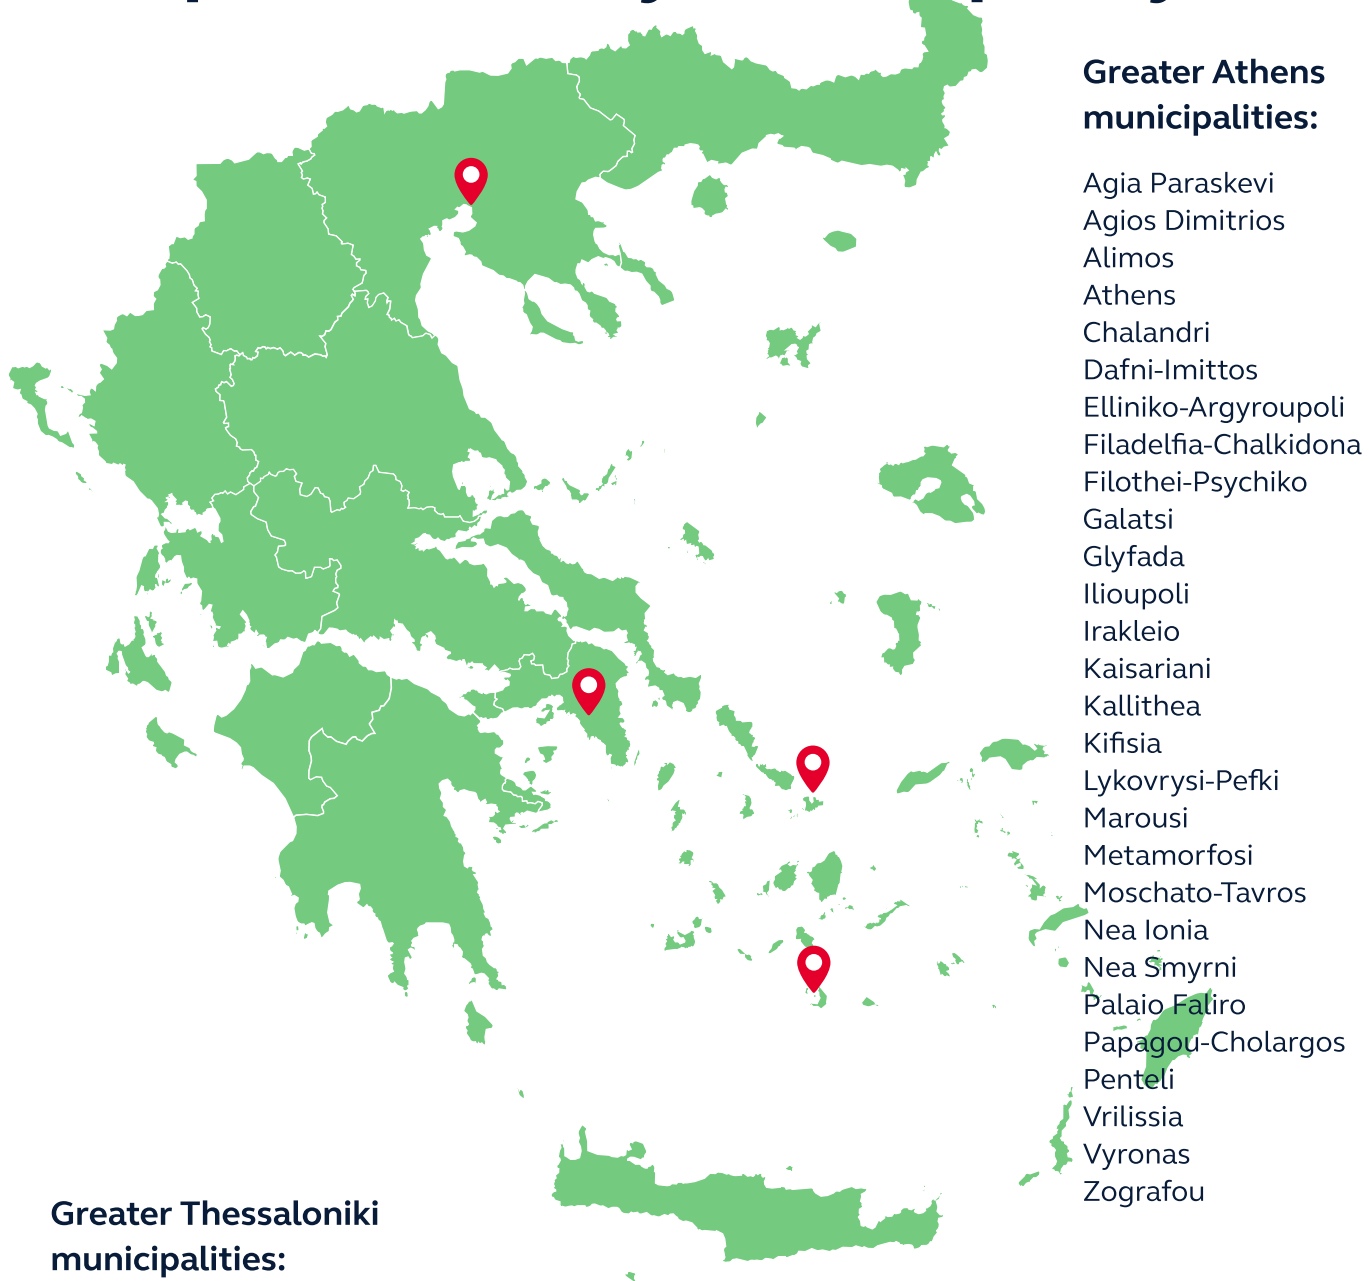 Greater Athens
municipalities:
Agia Paraskevi
Agios Dimitrios
Alimos
Athens
Chalandri
Dafni-Imittos
Elliniko-Argyroupoli
Filadelfia-Chalkidona
Filothei-Psychiko
Galatsi
Glyfada
Ilioupoli
Irakleio
Kaisariani
Kallithea
Kifisia
Lykovrysi-Pefki
Marousi
Metamorfosi
Moschato-Tavros
Nea Ionia
Nea Smyrni
Palaio Faliro
Papagou-Cholargos
Penteli
Vrilissia
Vyronas
Zografou
Greater Thessaloniki
municipalities: